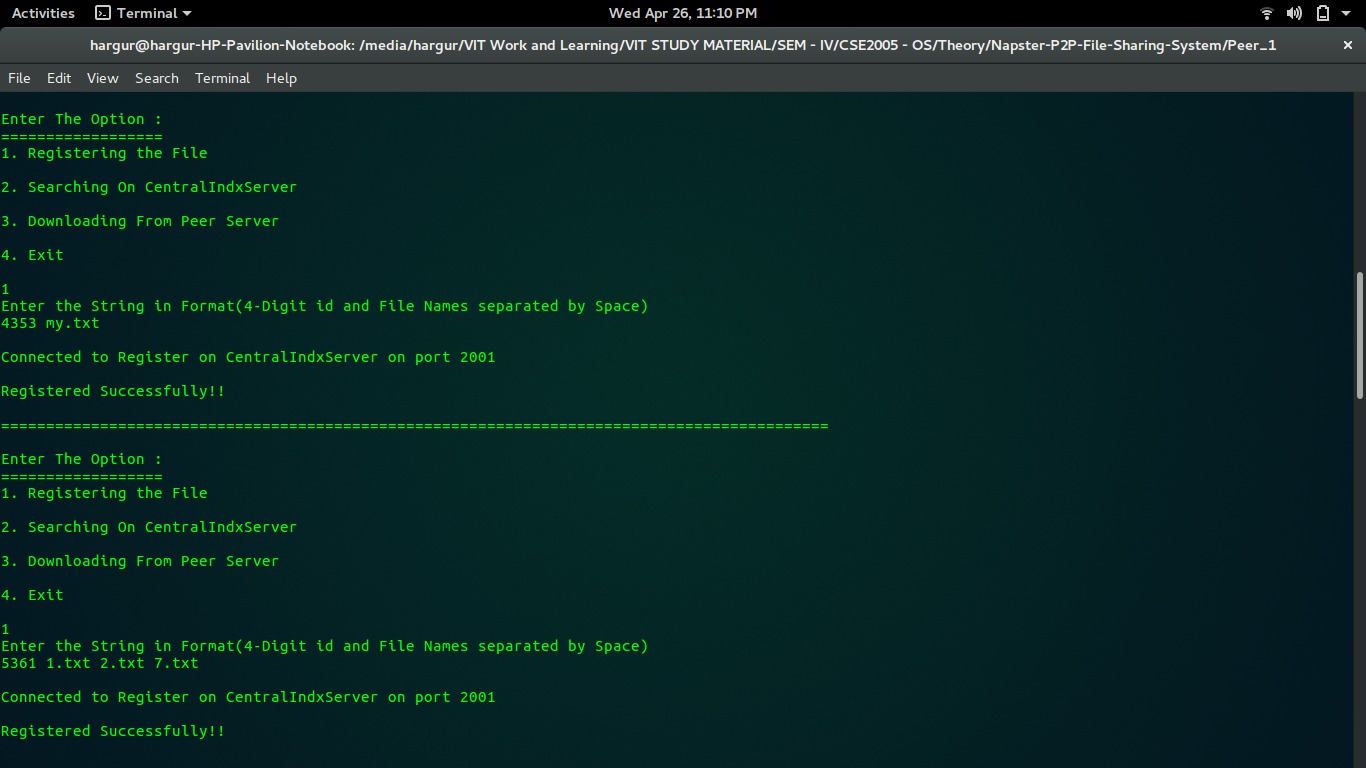 Activities Terminal Wed Apr 26, 11:10 PM
hargur@hargur-HP-Pavilion-Notebook: /media/hargur/VIT Work and Learning/VIT STUDY MATERIAL/SEM - IV/CSE2005 - OS/Theory/Napster-P2P-File-Sharing-System/Peer_1 ×
File Edit View Search Terminal Help
Enter The Option :
==================
1. Registering the File
2. Searching On CentralIndxServer
3. Downloading From Peer Server
4. Exit
1
Enter the String in Format(4-Digit id and File Names separated by Space)
4353 my.txt
Connected to Register on CentralIndxServer on port 2001
Registered Successfully!!
============================================================================================
Enter The Option :
==================
1. Registering the File
2. Searching On CentralIndxServer
3. Downloading From Peer Server
4. Exit
1
Enter the String in Format(4-Digit id and File Names separated by Space)
5361 1.txt 2.txt 7.txt
Connected to Register on CentralIndxServer on port 2001
Registered Successfully!!